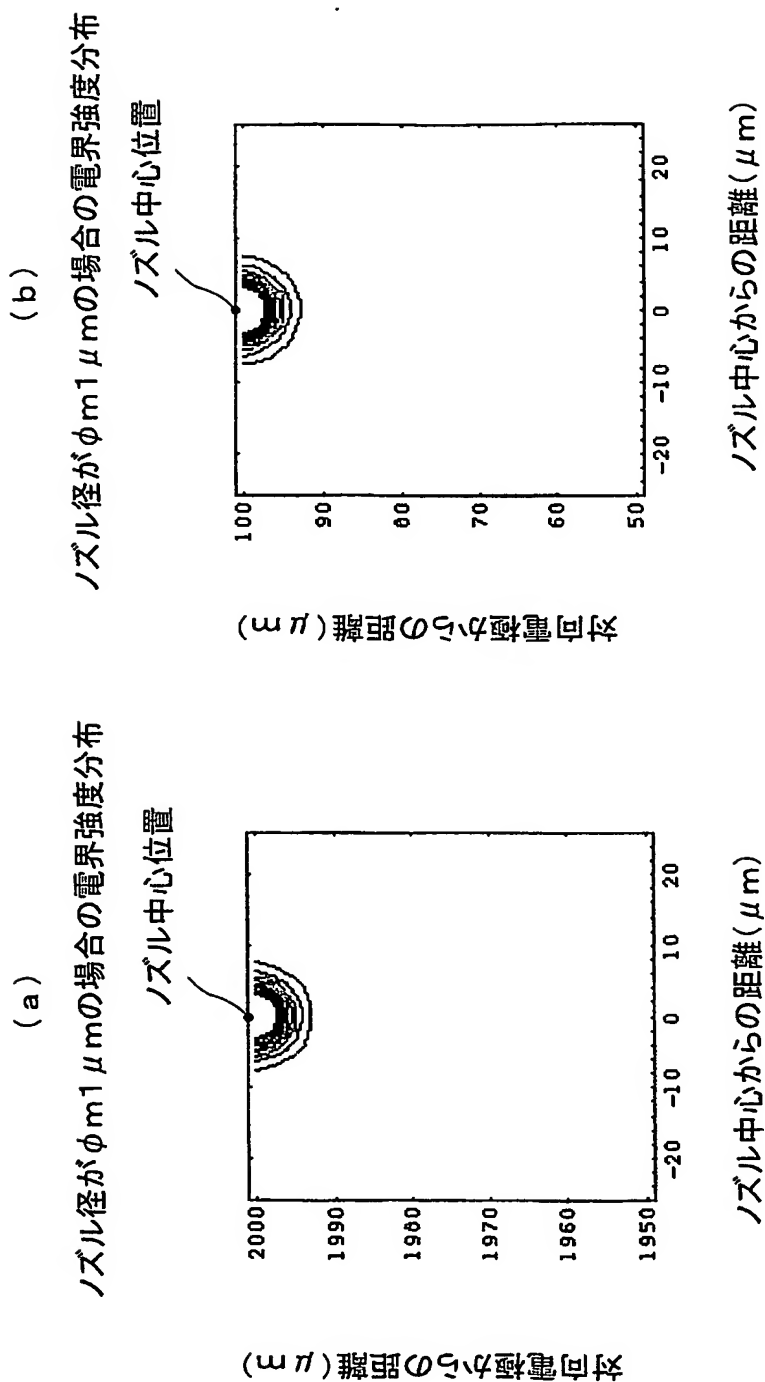 (a)
ノズル径がφm1μmの場合の電界強度分布
ノズル中心位置
対向電極からの距離(μm)
2000
1990
1980
1970
1960
1950
-20
-10
0
10
20
ノズル中心からの距離(μm)
(b)
ノズル径がφm1μmの場合の電界強度分布
ノズル中心位置
対向電極からの距離(μm)
100
90
80
70
60
50
-20
-10
0
10
20
ノズル中心からの距離(μm)